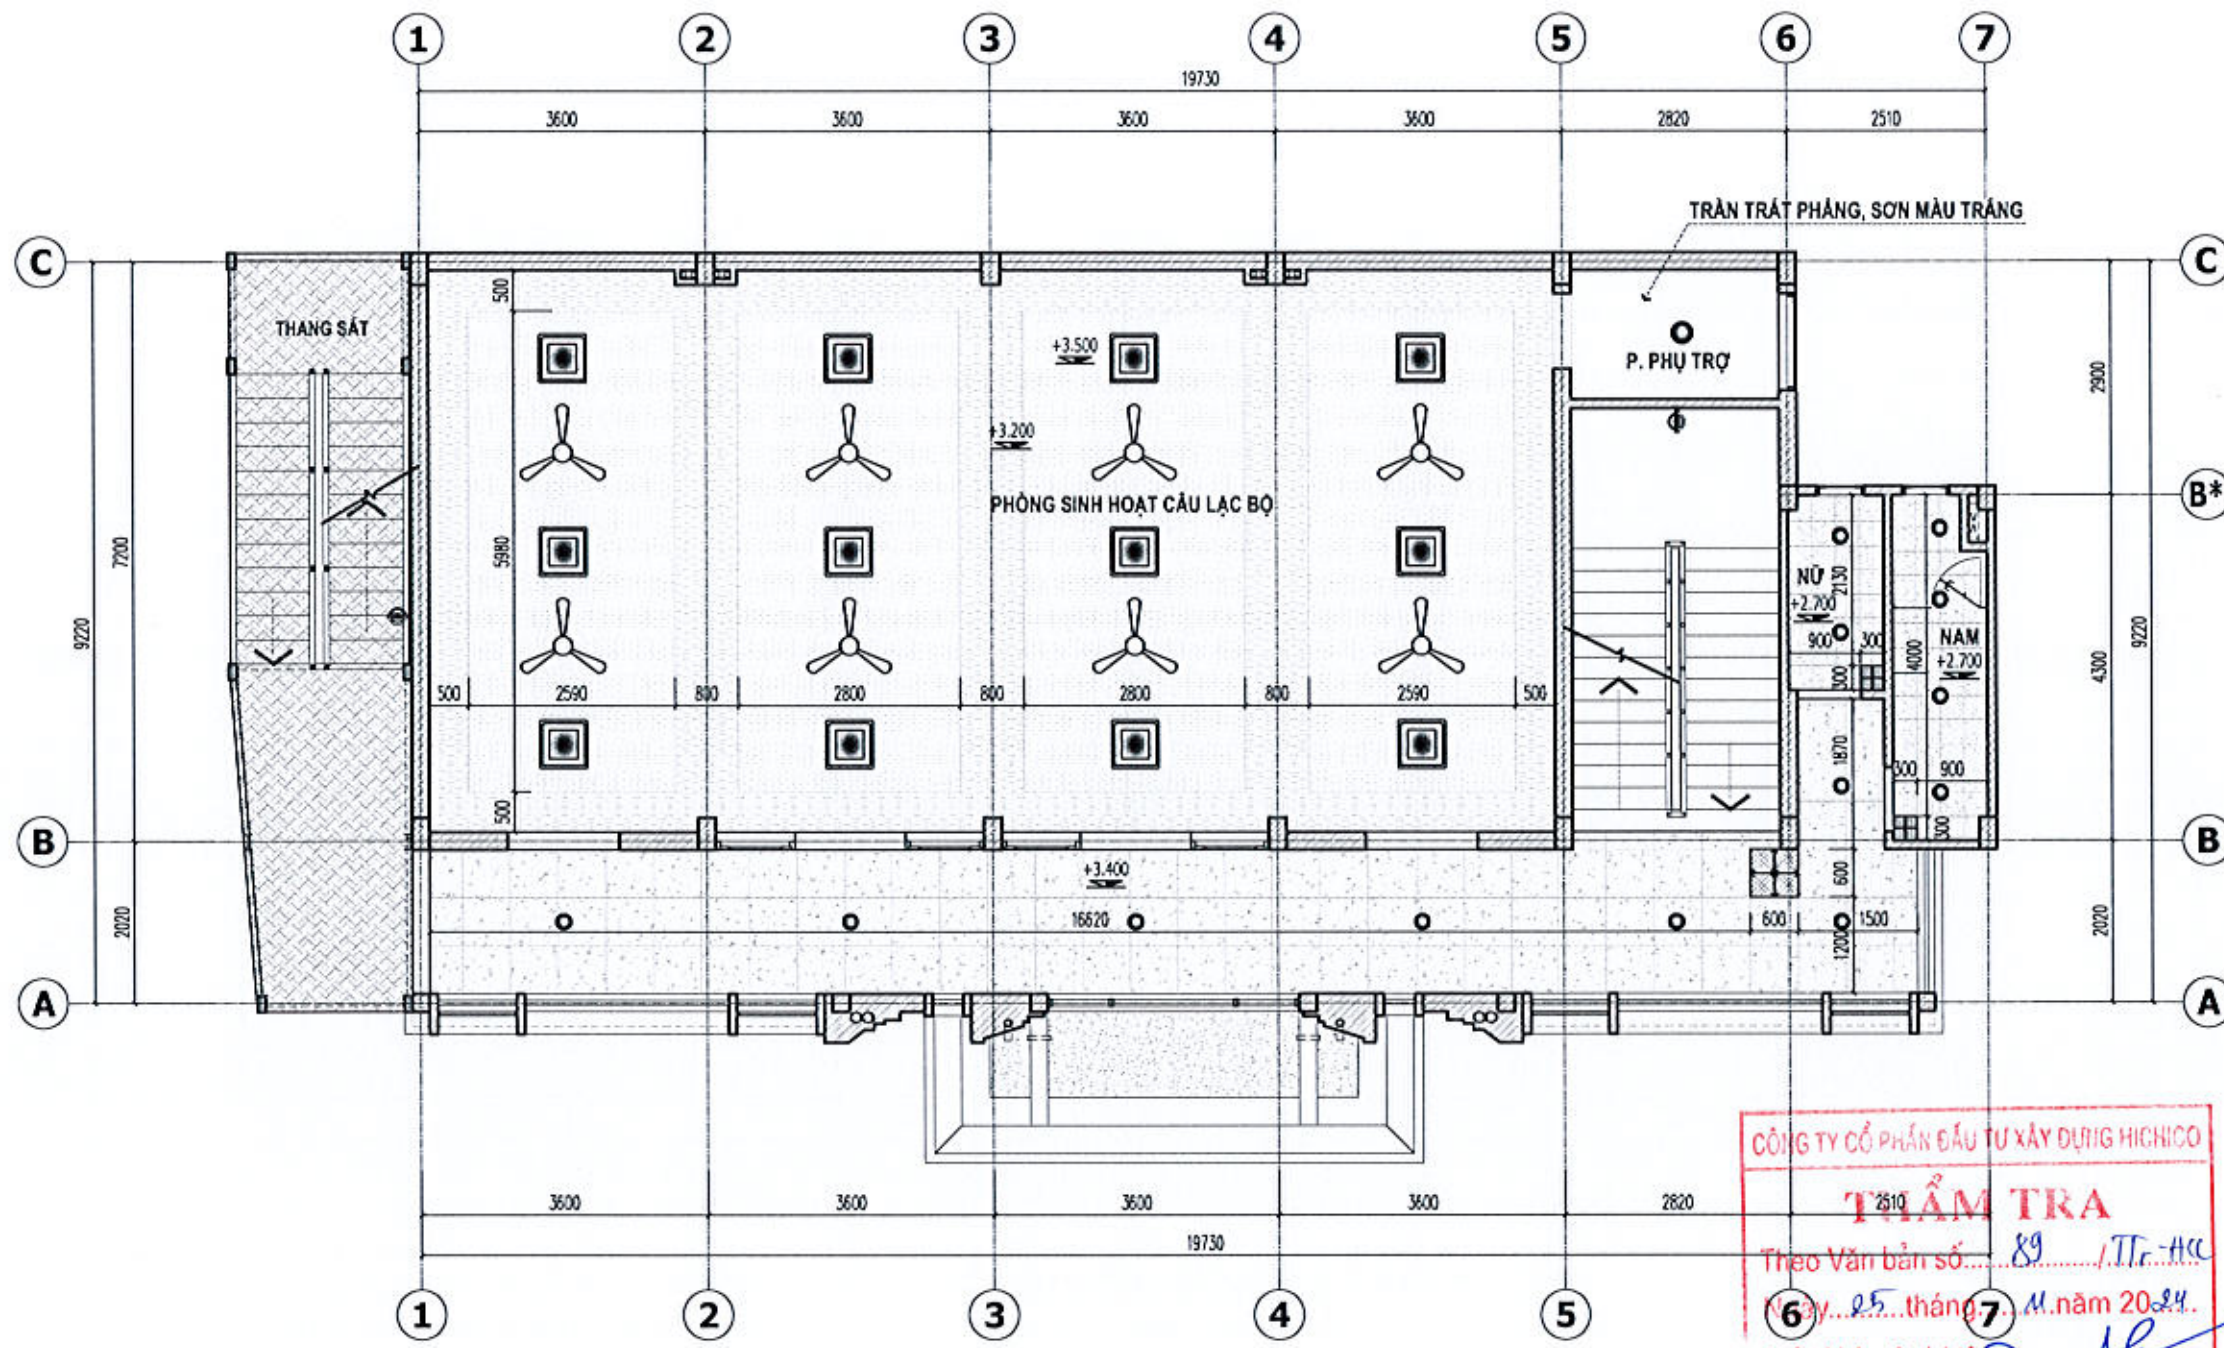 1 2 3 4 5 6 7
19730
3600 3600 3600 3600 2820 2510
TRẦN TRÁT PHẲNG, SƠN MÀU TRẮNG
C C
THANG SẮT
500
+3.500
P. PHỤ TRỢ
2900
+3.200
B*
PHÒNG SINH HOẠT CÂU LẠC BỘ
7200
5980
NỮ
2130
+2.700
9220
900 300
4000
NAM
+2.700
9220
300
4300
500 2590 800 2800 800 2800 800 2590 500
1870
300 900
500
300
B B
+3.400
600
2020
16620
600
1500
1200
2020
A A
CÔNG TY CỔ PHẦN ĐẦU TƯ XÂY DỰNG HICHICO
THẨM TRA
3600 3600 3600 3600 2820 2510
19730
Theo Văn bản số: 89 /TTr-HCC
Ngày 25 tháng 11 năm 2024
1 2 3 4 5 6 7